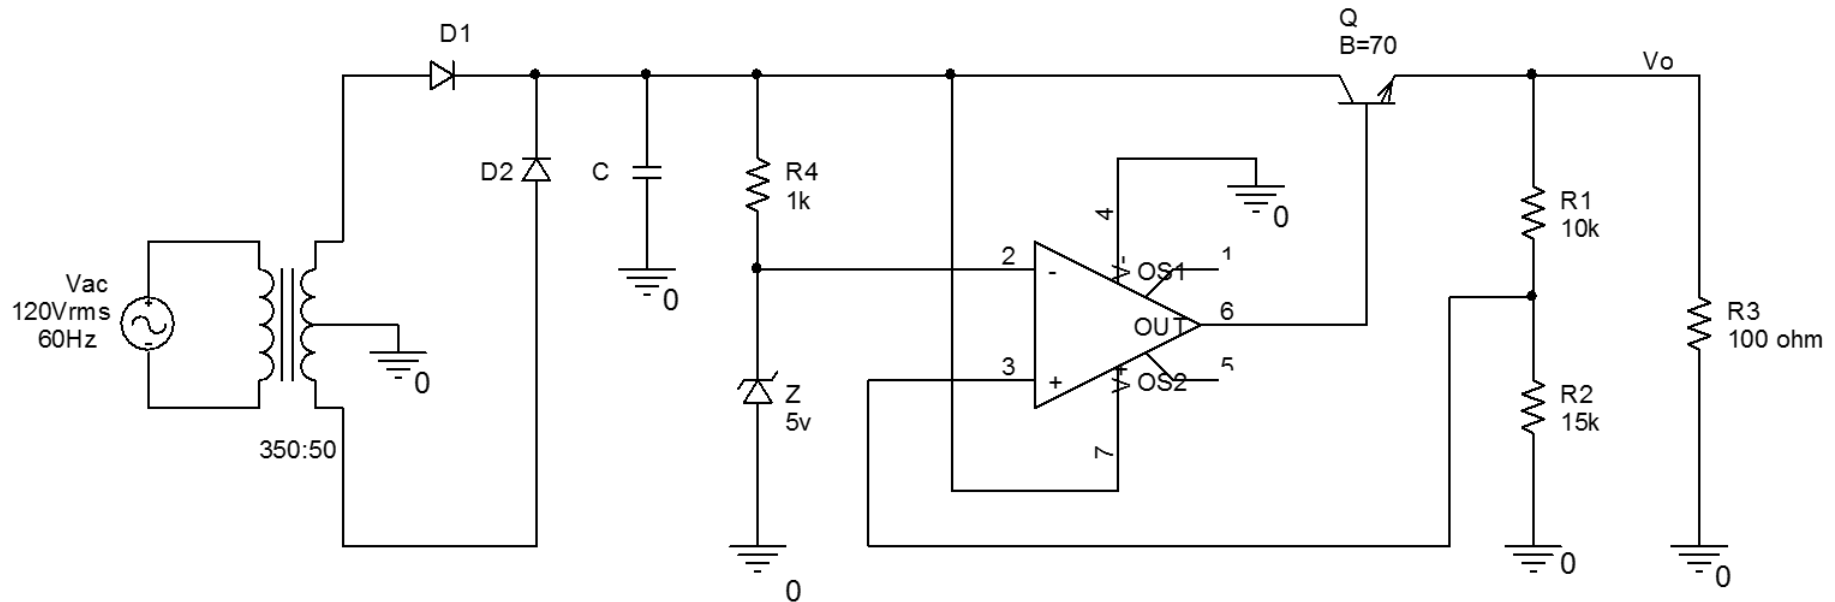 Q
B=70
D1
Vo
D2
C
R4
1k
0
4
0
R1
10k
2
-
V-
OS1
1
0
Vac
120Vrms
60Hz
+
-
6
OUT
R3
100 ohm
0
3
+
V+
OS2
5
Z
5v
R2
15k
350:50
7
0
0
0